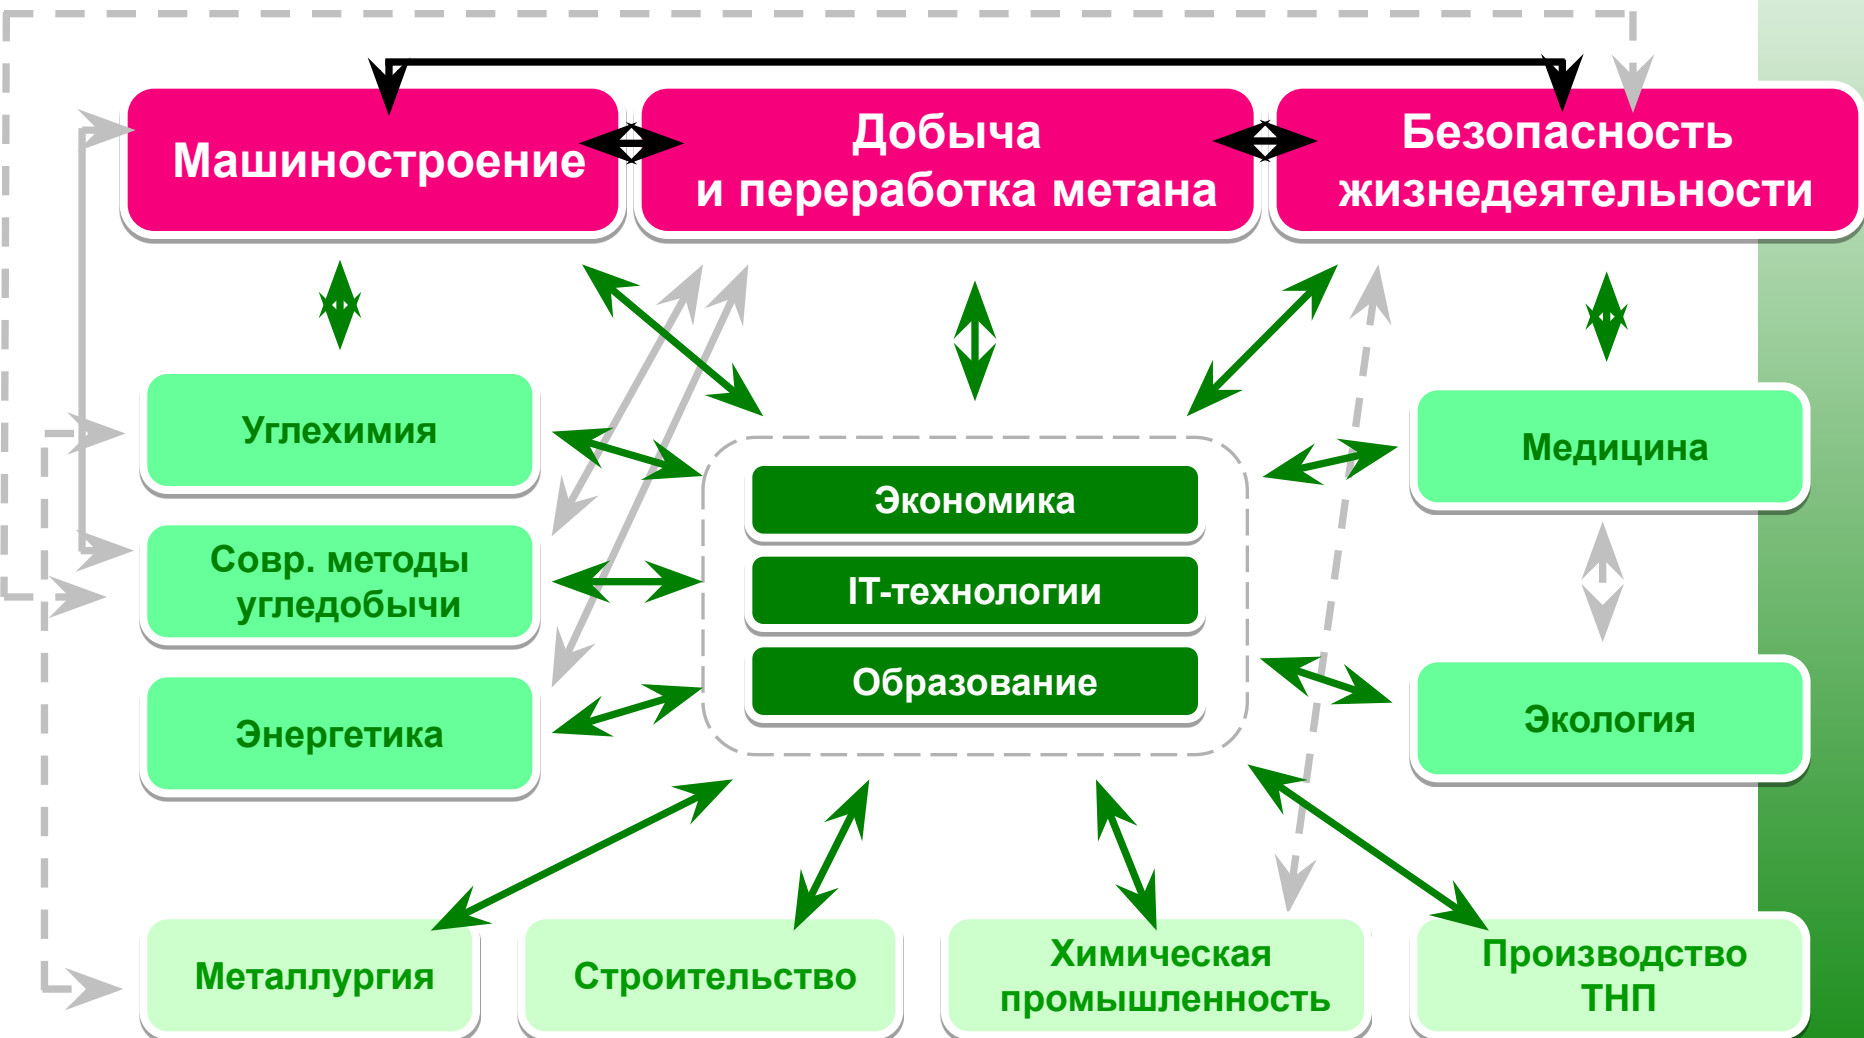 Машиностроение
Добыча
и переработка метана
Безопасность
жизнедеятельности
Углехимия
Медицина
Экономика
Совр. методы
угледобычи
IT-технологии
Образование
Энергетика
Экология
Металлургия
Строительство
Химическая
промышленность
Производство
ТНП